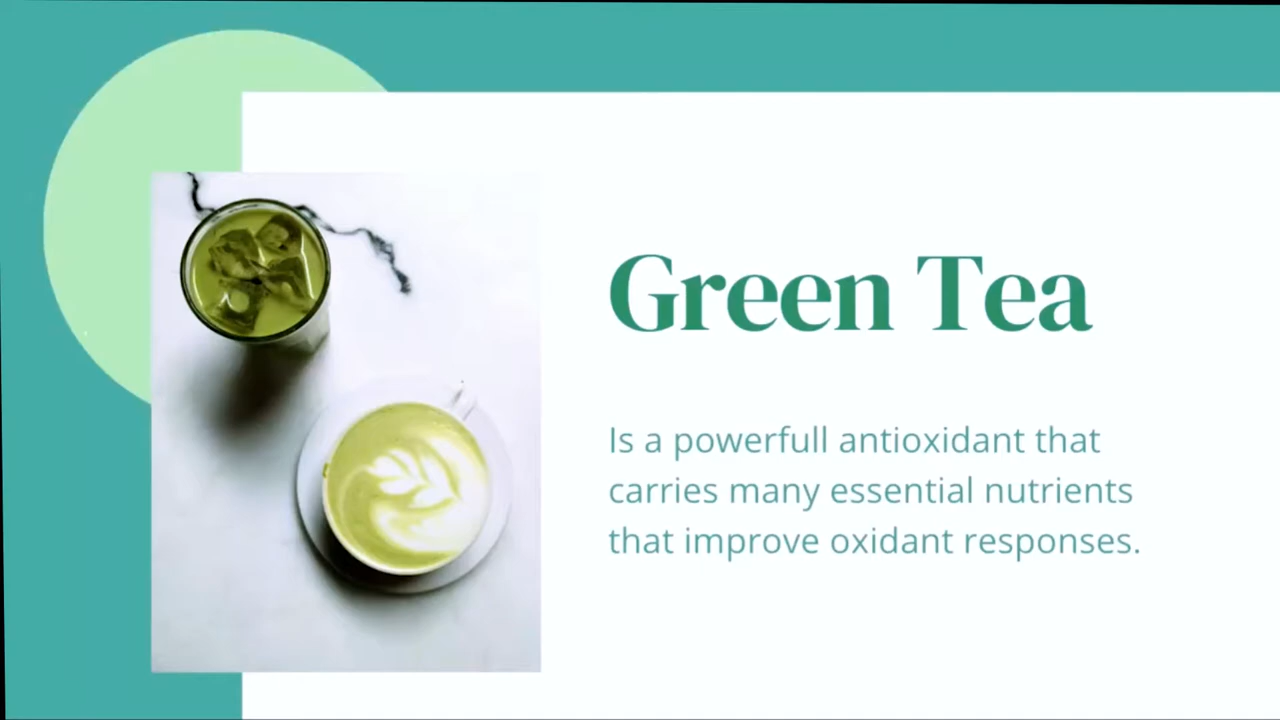 Green Tea
Is a powerfull antioxidant that
carries many essential nutrients
that improve oxidant responses.